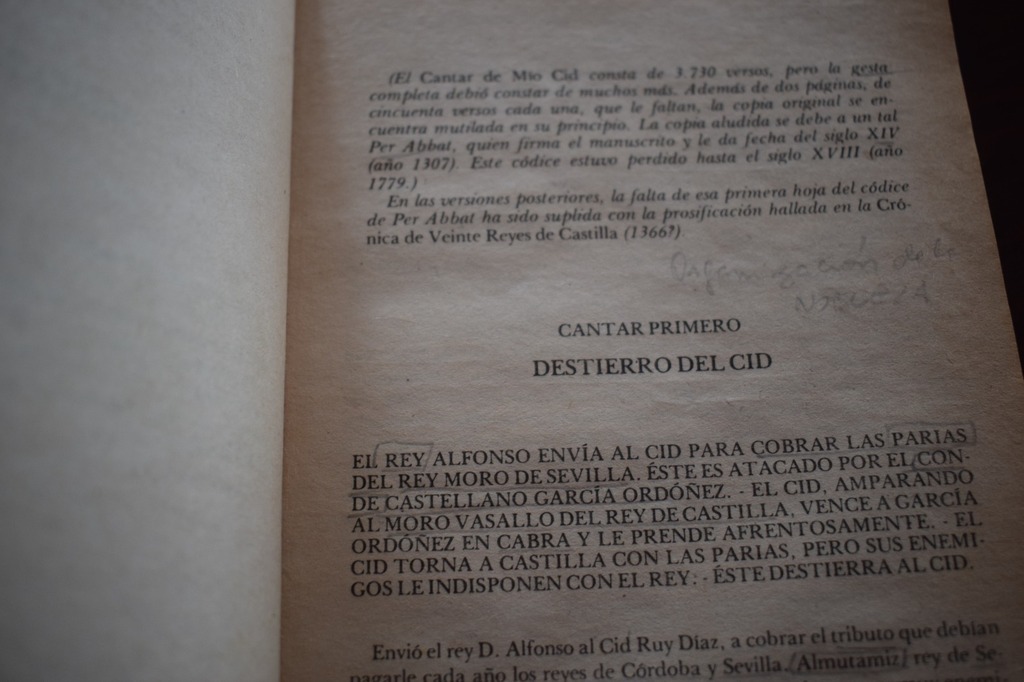 (El Cantar de Mio Cid consta de 3.730 versos, pero la gesta
completa debió constar de muchos más. Además de dos páginas, de
cincuenta versos cada una, que le faltan, la copia original se en-
cuentra mutilada en su principio. La copia aludida se debe a un tal
Per Abbat, quien firma el manuscrito y le da fecha del siglo XIV
(año 1307). Este códice estuvo perdido hasta el siglo XVIII (año
1779.)
En las versiones posteriores, la falta de esa primera hoja del códice
de Per Abbat ha sido suplida con la prosificación hallada en la Cró-
nica de Veinte Reyes de Castilla (1366?)
Organización de la
CANTAR PRIMERO
DESTIERRO DEL CID
EL REY ALFONSO ENVÍA AL CID PARA COBRAR LAS PARIAS
DEL REY MORO DE SEVILLA. ÉSTE ES ATACADO POR EL CON-
DE CASTELLANO GARCÍA ORDÓÑEZ. - EL CID, AMPARANDO
AL MORO VASALLO DEL REY DE CASTILLA, VENCE A GARCÍA
ORDÓÑEZ EN CABRA Y LE PRENDE AFRENTOSAMENTE. - EL
CID TORNA A CASTILLA CON LAS PARIAS, PERO SUS ENEMI-
GOS LE INDISPONEN CON EL REY. - ÉSTE DESTIERRA AL CID.
Envió el rey D. Alfonso al Cid Ruy Díaz, a cobrar el tributo que debían
pagarle cada año los reyes de Córdoba y Sevilla. Almutamiz rey de Se-